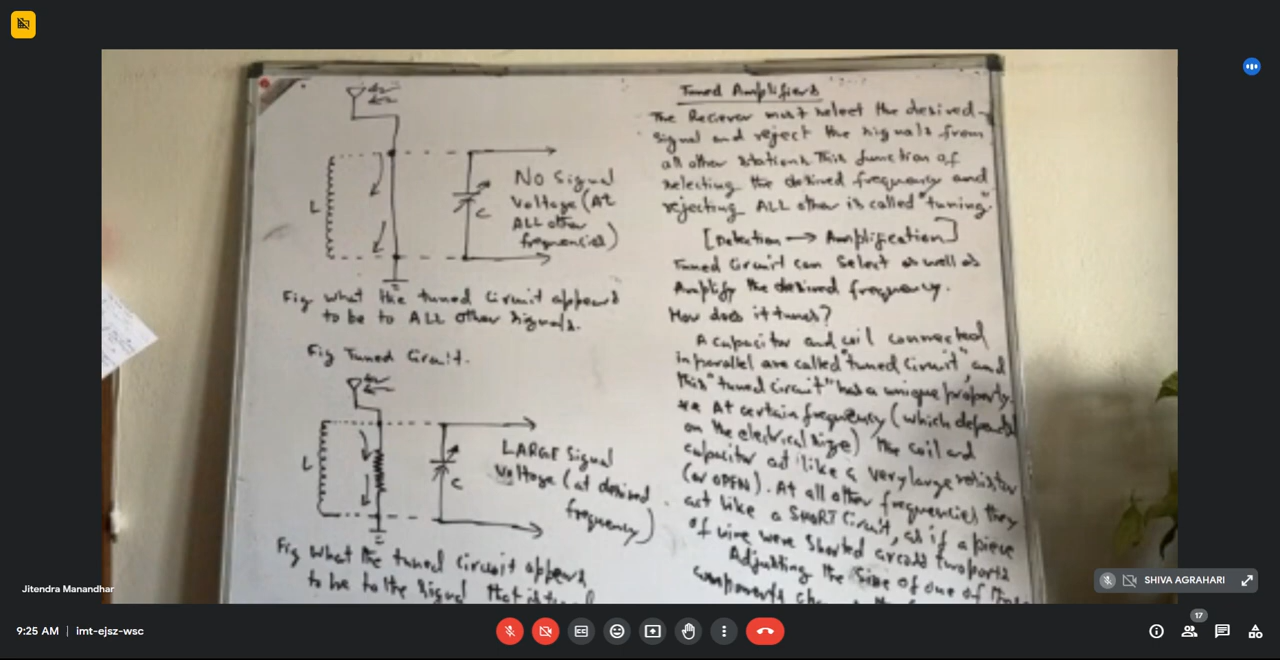 NO Signal
Voltage (At
ALL other
frequencies)
L
C
Fig what the tuned Circuit appears
to be to ALL other signals.
Fig Tuned Circuit.
L
C
LARGE Signal
Voltage (at desired
frequency)
Fig what the tuned circuit appears
to be to the signal that is
Tuned Amplifiers
The Reciever must select the desired
signal and reject the signals from
all other stations. This function of
selecting the desired frequency and
rejecting ALL other is called "tuning"
[Detection → Amplification]
Tuned Circuit can Select as well as
Amplify the desired frequency.
How does it tunes?
A capacitor and coil connected
in parallel are called "tuned circuit", and
this "tuned circuit" has a unique property.
At certain frequency (which depends
on the electrical size) the coil and
capacitor act like a very large resistor
(or OPEN). At all other frequencies they
act like a SHORT Circuit, as if a piece
of wire were shorted across two ports
Adjusting the Size of one of
components
Jitendra Manandhar
SHIVA AGRAHARI
9:25 AM | imt-ejsz-wsc
17